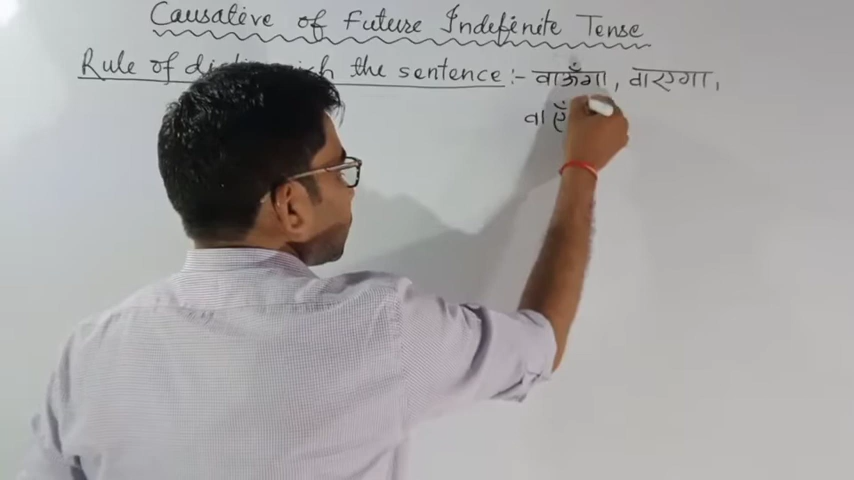 Causative of Future Indefinite Tense
Rule of the sentence :- वाऊँगा, वाएगा,
वाएँ